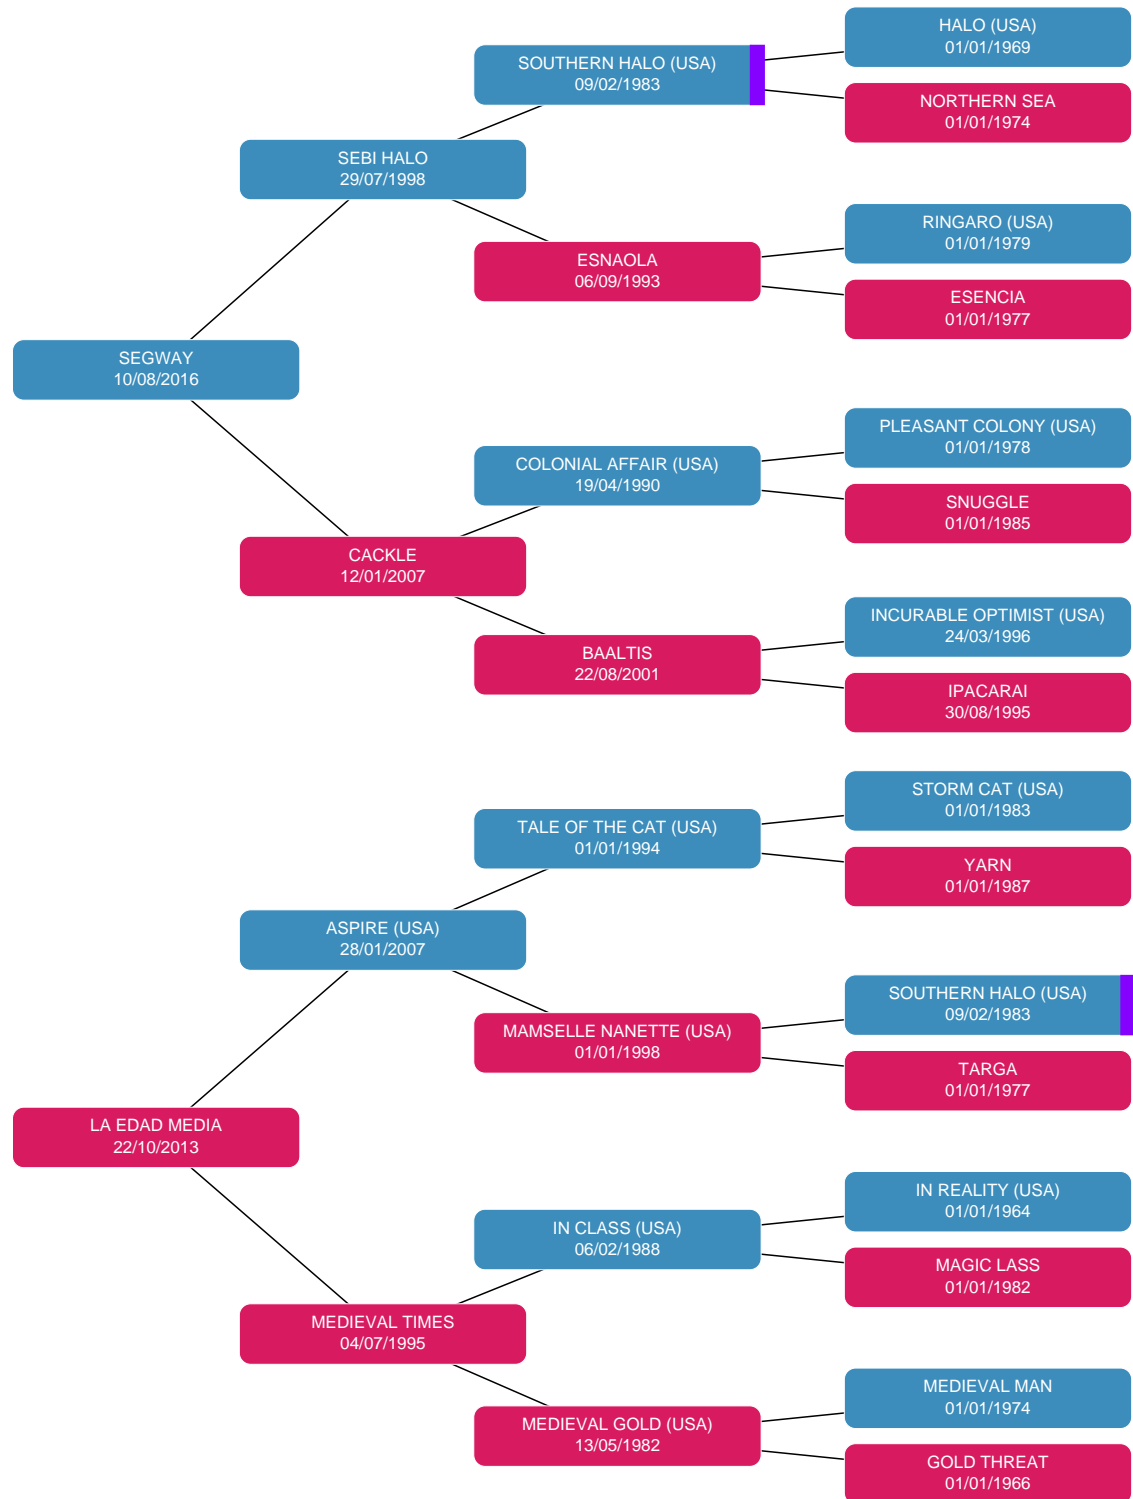 HALO (USA)
01/01/1969
SOUTHERN HALO (USA)
09/02/1983
NORTHERN SEA
01/01/1974
SEBI HALO
29/07/1998
RINGARO (USA)
01/01/1979
ESNAOLA
06/09/1993
ESENCIA
01/01/1977
SEGWAY
10/08/2016
PLEASANT COLONY (USA)
01/01/1978
COLONIAL AFFAIR (USA)
19/04/1990
SNUGGLE
01/01/1985
CACKLE
12/01/2007
INCURABLE OPTIMIST (USA)
24/03/1996
BAALTIS
22/08/2001
IPACARAI
30/08/1995
STORM CAT (USA)
01/01/1983
TALE OF THE CAT (USA)
01/01/1994
YARN
01/01/1987
ASPIRE (USA)
28/01/2007
SOUTHERN HALO (USA)
09/02/1983
MAMSELLE NANETTE (USA)
01/01/1998
TARGA
01/01/1977
LA EDAD MEDIA
22/10/2013
IN REALITY (USA)
01/01/1964
IN CLASS (USA)
06/02/1988
MAGIC LASS
01/01/1982
MEDIEVAL TIMES
04/07/1995
MEDIEVAL MAN
01/01/1974
MEDIEVAL GOLD (USA)
13/05/1982
GOLD THREAT
01/01/1966